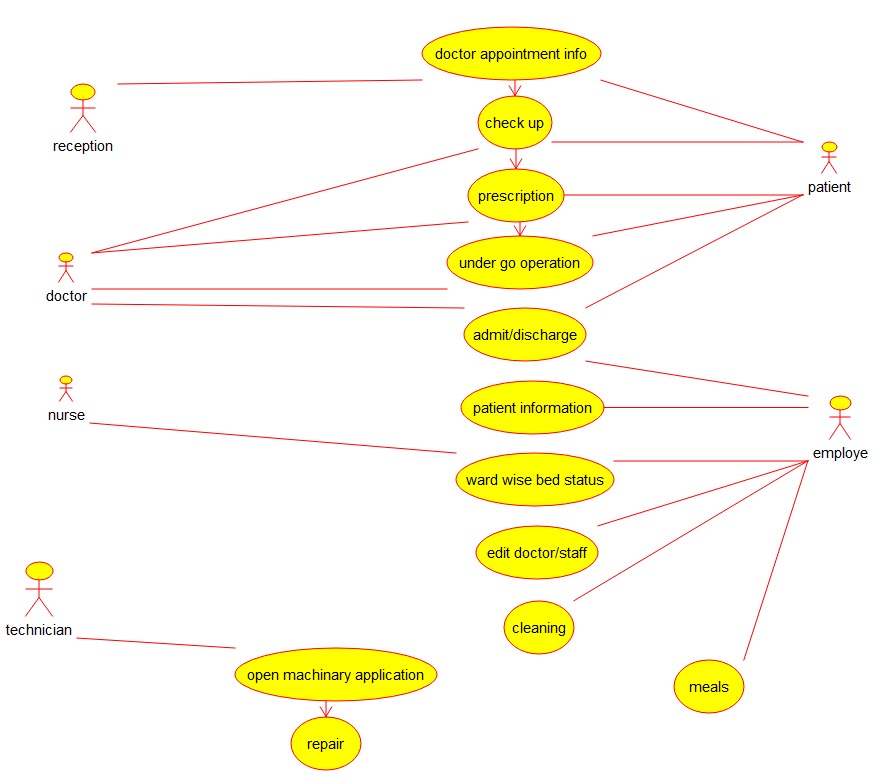 doctor appointment info
reception
check up
patient
prescription
under go operation
doctor
admit/discharge
nurse
patient information
employe
ward wise bed status
edit doctor/staff
technician
cleaning
open machinary application
meals
repair